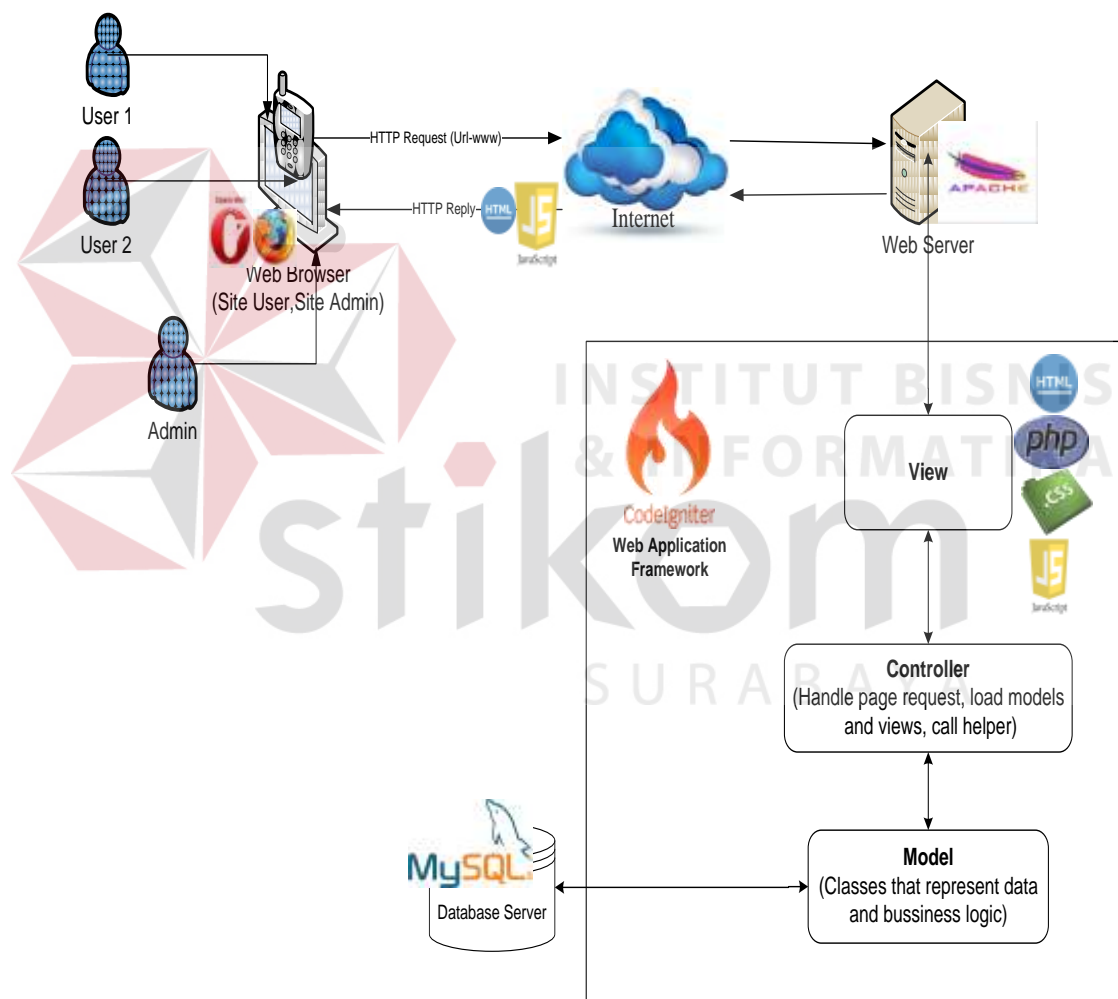 User 1
HTTP Request (Url-www)
User 2
HTTP Reply
HTML
JS
JavaScript
Internet
APACHE
Web Server
Web Browser
(Site User,Site Admin)
Admin
INSTITUT BISNIS
& INFORMATIKA
stikom
SURABAYA
CodeIgniter
Web Application
Framework
View
HTML
php
.CSS
JS
JavaScript
Controller
(Handle page request, load models
and views, call helper)
MySQL
Database Server
Model
(Classes that represent data
and bussiness logic)